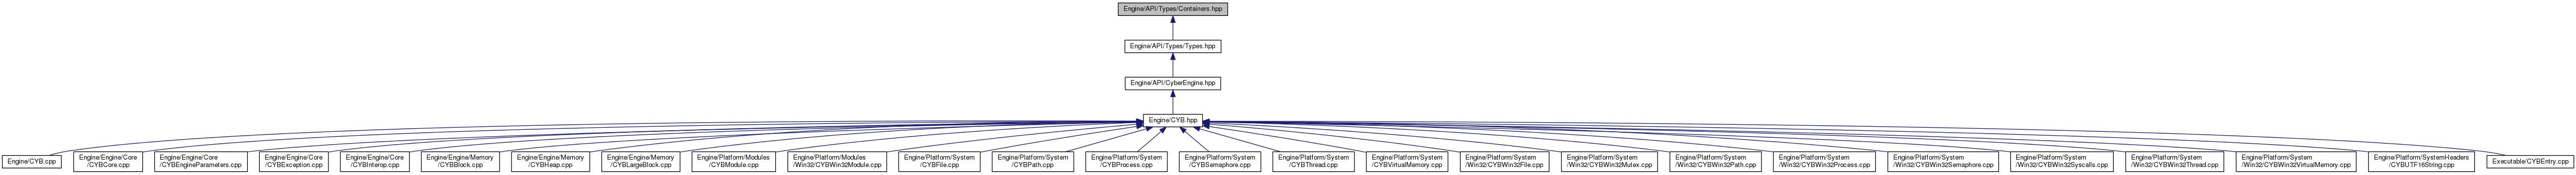 Engine/API/Types/Containers.hpp
Engine/API/Types/Types.hpp
Engine/API/CyberEngine.hpp
Engine/CYB.hpp
Engine/CYB.cpp
Engine/Engine/Core
/CYBCore.cpp
Engine/Engine/Core
/CYBEngineParameters.cpp
Engine/Engine/Core
/CYBException.cpp
Engine/Engine/Core
/CYBInterop.cpp
Engine/Engine/Memory
/CYBBlock.cpp
Engine/Engine/Memory
/CYBHeap.cpp
Engine/Engine/Memory
/CYBLargeBlock.cpp
Engine/Platform/Modules
/CYBModule.cpp
Engine/Platform/Modules
/Win32/CYBWin32Module.cpp
Engine/Platform/System
/CYBFile.cpp
Engine/Platform/System
/CYBPath.cpp
Engine/Platform/System
/CYBProcess.cpp
Engine/Platform/System
/CYBSemaphore.cpp
Engine/Platform/System
/CYBThread.cpp
Engine/Platform/System
/CYBVirtualMemory.cpp
Engine/Platform/System
/Win32/CYBWin32File.cpp
Engine/Platform/System
/Win32/CYBWin32Mutex.cpp
Engine/Platform/System
/Win32/CYBWin32Path.cpp
Engine/Platform/System
/Win32/CYBWin32Process.cpp
Engine/Platform/System
/Win32/CYBWin32Semaphore.cpp
Engine/Platform/System
/Win32/CYBWin32Syscalls.cpp
Engine/Platform/System
/Win32/CYBWin32Thread.cpp
Engine/Platform/System
/Win32/CYBWin32VirtualMemory.cpp
Engine/Platform/SystemHeaders
/CYBUTF16String.cpp
Executable/CYBEntry.cpp